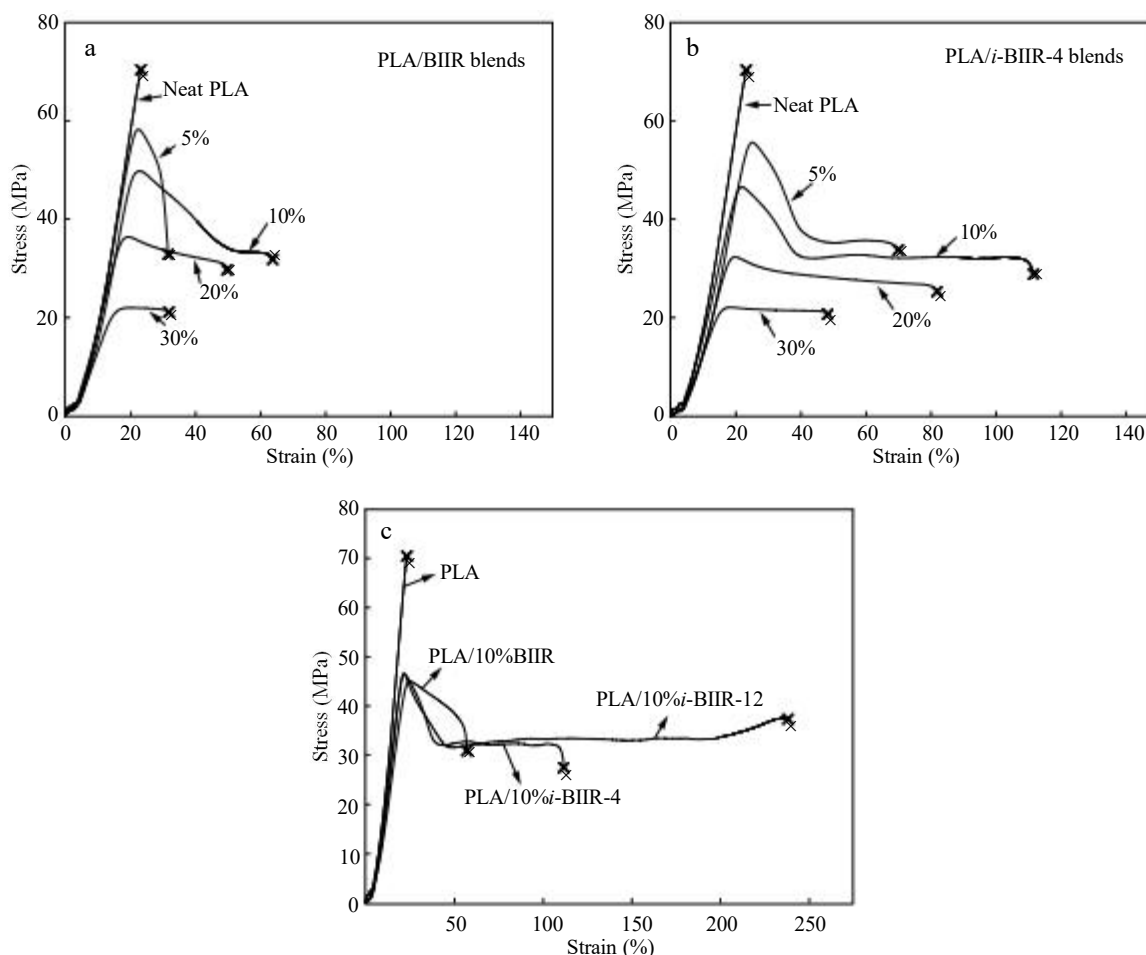 a
PLA/BIIR blends
Neat PLA
5%
10%
20%
30%
Stress (MPa)
80
60
40
20
0
0 20 40 60 80 100 120 140
Strain (%)
b
PLA/i-BIIR-4 blends
Neat PLA
5%
10%
20%
30%
Stress (MPa)
80
60
40
20
0
0 20 40 60 80 100 120 140
Strain (%)
c
PLA
PLA/10%BIIR
PLA/10%i-BIIR-12
PLA/10%i-BIIR-4
Stress (MPa)
80
70
60
50
40
30
20
10
0
50 100 150 200 250
Strain (%)